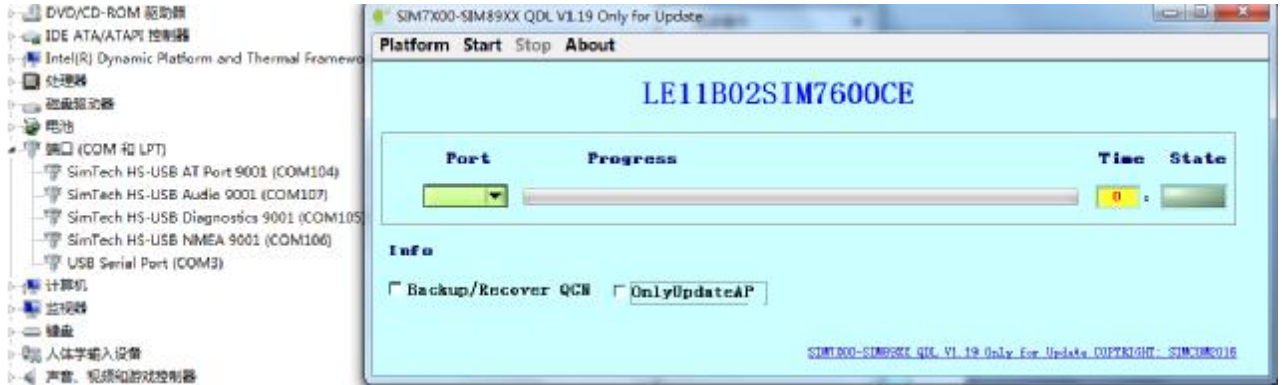 DVD/CD-ROM 驱动器
IDE ATA/ATAPI 控制器
Intel(R) Dynamic Platform and Thermal Framewo
处理器
磁盘驱动器
电池
端口 (COM 和 LPT)
SimTech HS-USB AT Port 9001 (COM104)
SimTech HS-USB Audio 9001 (COM107)
SimTech HS-USB Diagnostics 9001 (COM105
SimTech HS-USB NMEA 9001 (COM106)
USB Serial Port (COM3)
计算机
监视器
键盘
人体学输入设备
声音、视频和游戏控制器
SIM7X00-SIM89XX QDL V1.19 Only for Update
Platform Start Stop About
LE11B02SIM7600CE
Port Progress Time State
0 s
Info
Backup/Recover QCN OnlyUpdateAP
SIM7X00-SIM89XX QDL V1.19 Only for Update COPYRIGHT: SIMCOM2016